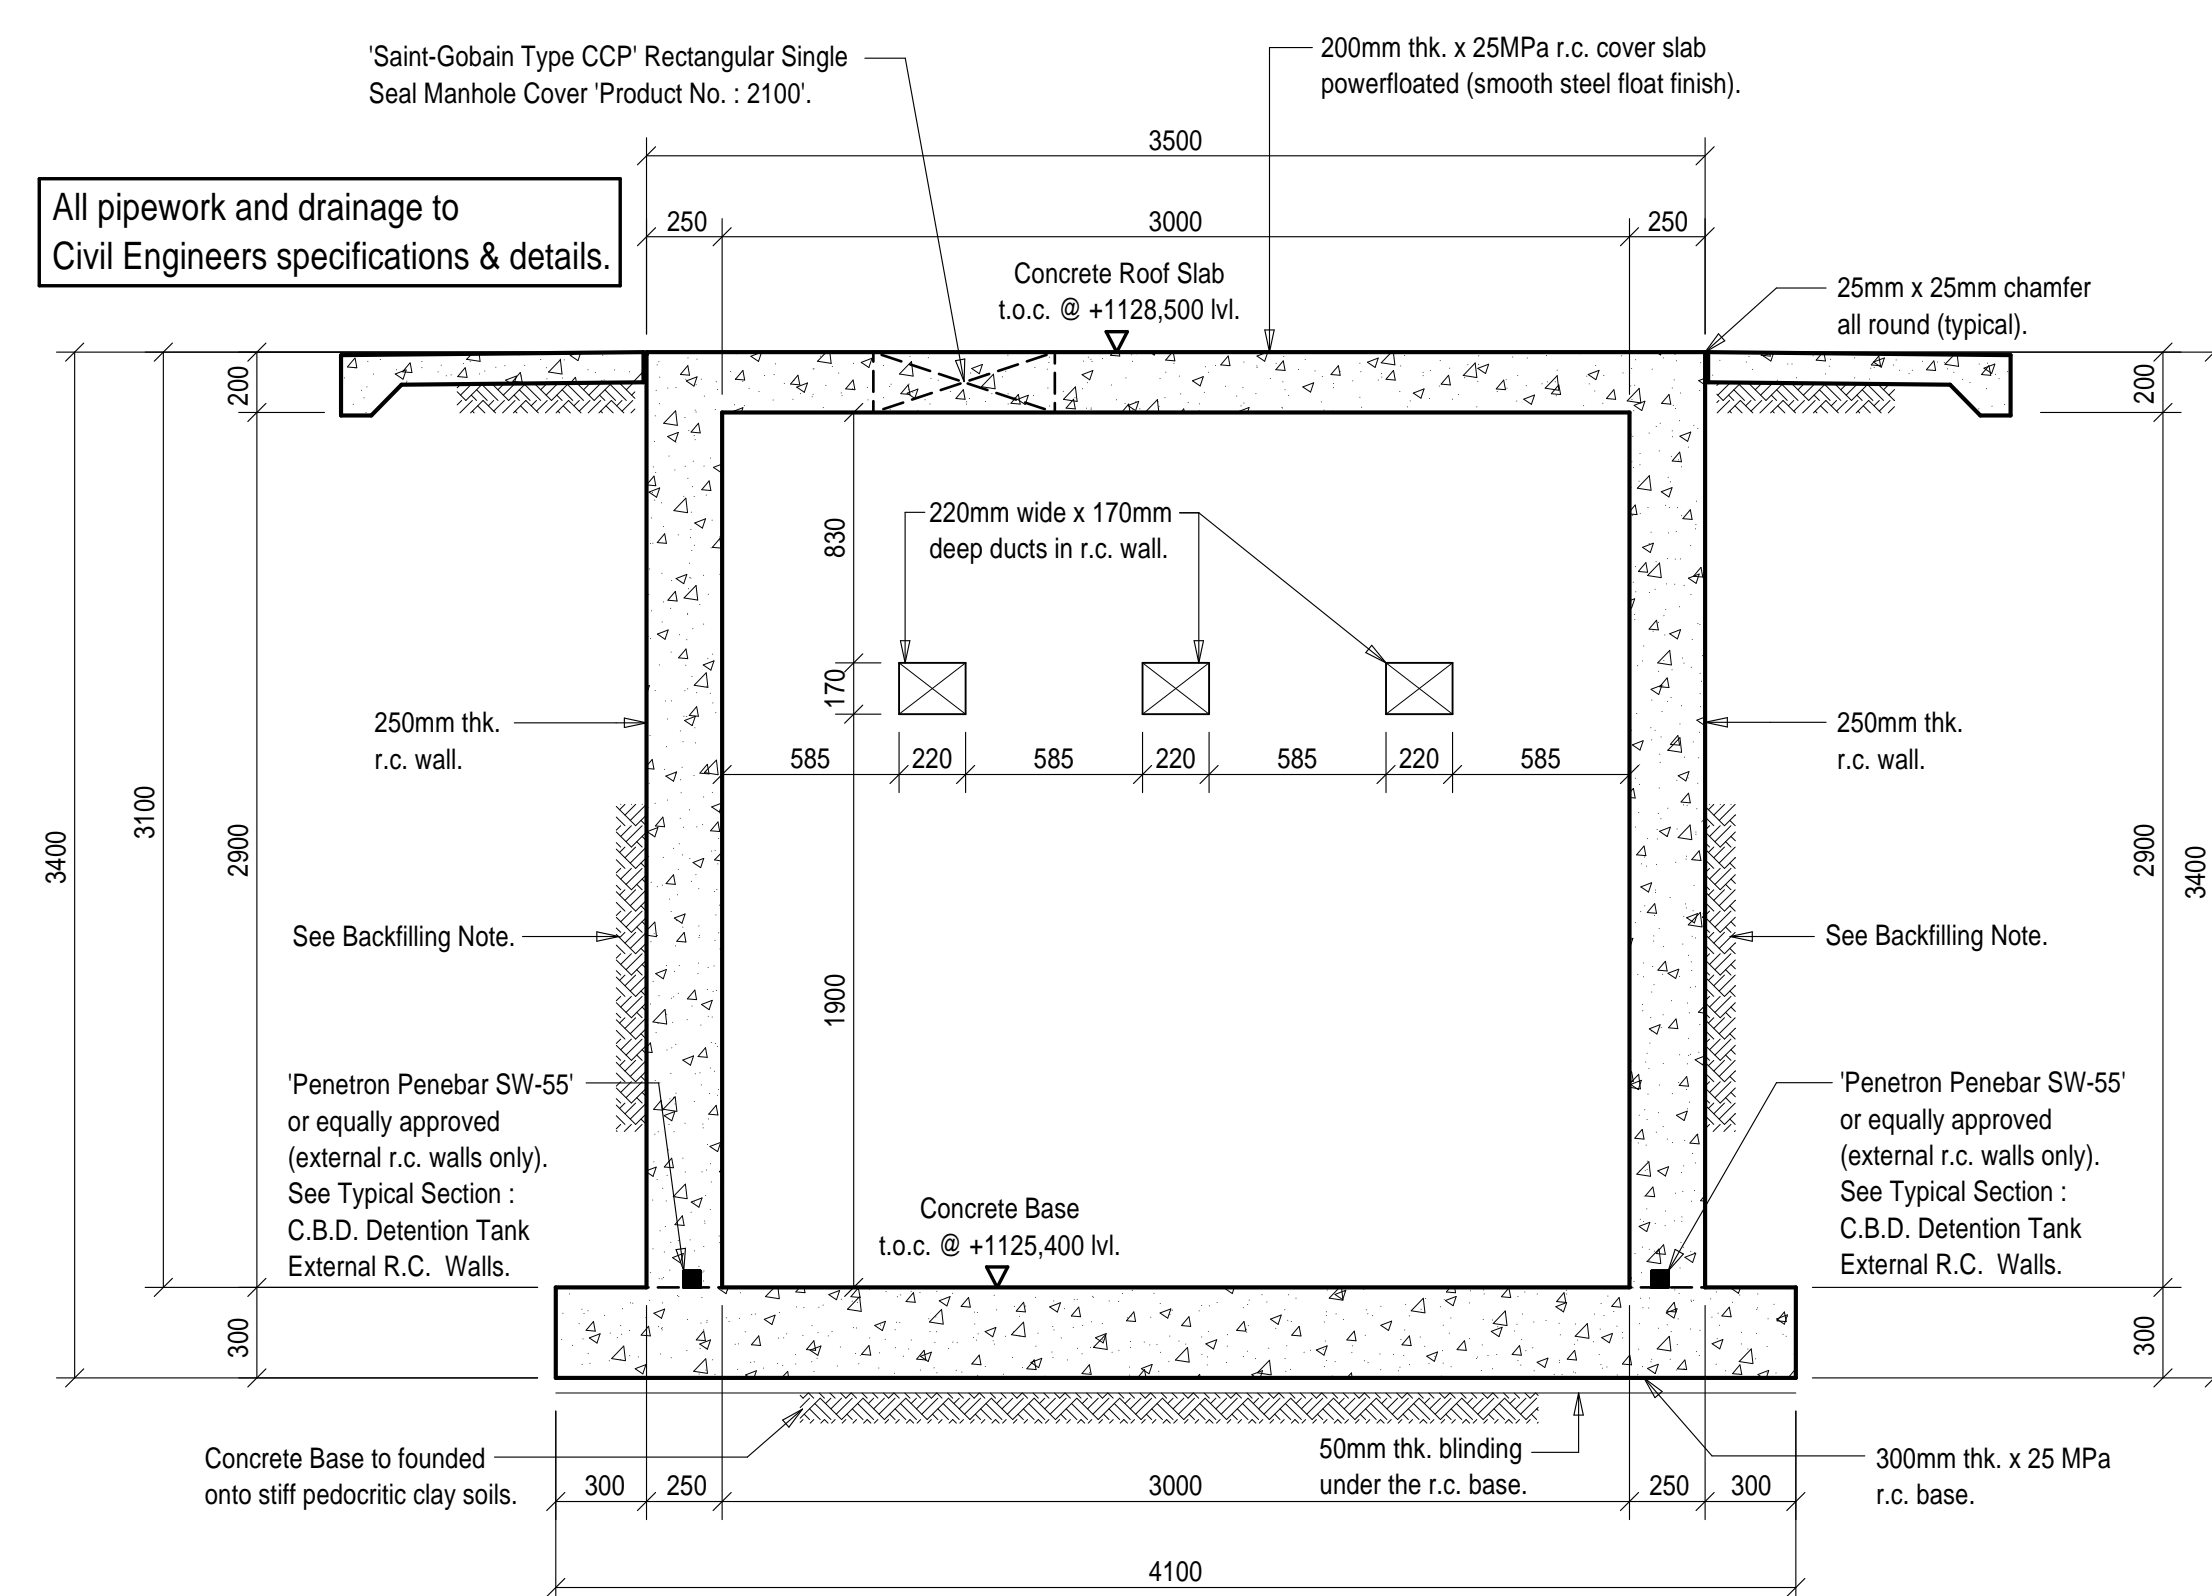 'Saint-Gobain Type CCP' Rectangular Single
Seal Manhole Cover 'Product No. : 2100'.
200mm thk. x 25MPa r.c. cover slab
powerfloated (smooth steel float finish).
3500
All pipework and drainage to
Civil Engineers specifications & details.
250
3000
250
Concrete Roof Slab
t.o.c. @ +1128,500 lvl.
25mm x 25mm chamfer
all round (typical).
200
200
830
220mm wide x 170mm
deep ducts in r.c. wall.
170
250mm thk.
r.c. wall.
250mm thk.
r.c. wall.
585
220
585
220
585
220
585
3400
3100
2900
2900
3400
See Backfilling Note.
See Backfilling Note.
1900
'Penetron Penebar SW-55'
or equally approved
(external r.c. walls only).
See Typical Section :
C.B.D. Detention Tank
External R.C. Walls.
'Penetron Penebar SW-55'
or equally approved
(external r.c. walls only).
See Typical Section :
C.B.D. Detention Tank
External R.C. Walls.
Concrete Base
t.o.c. @ +1125,400 lvl.
300
300
Concrete Base to founded
onto stiff pedocritic clay soils.
50mm thk. blinding
under the r.c. base.
300mm thk. x 25 MPa
r.c. base.
300
250
3000
250
300
4100